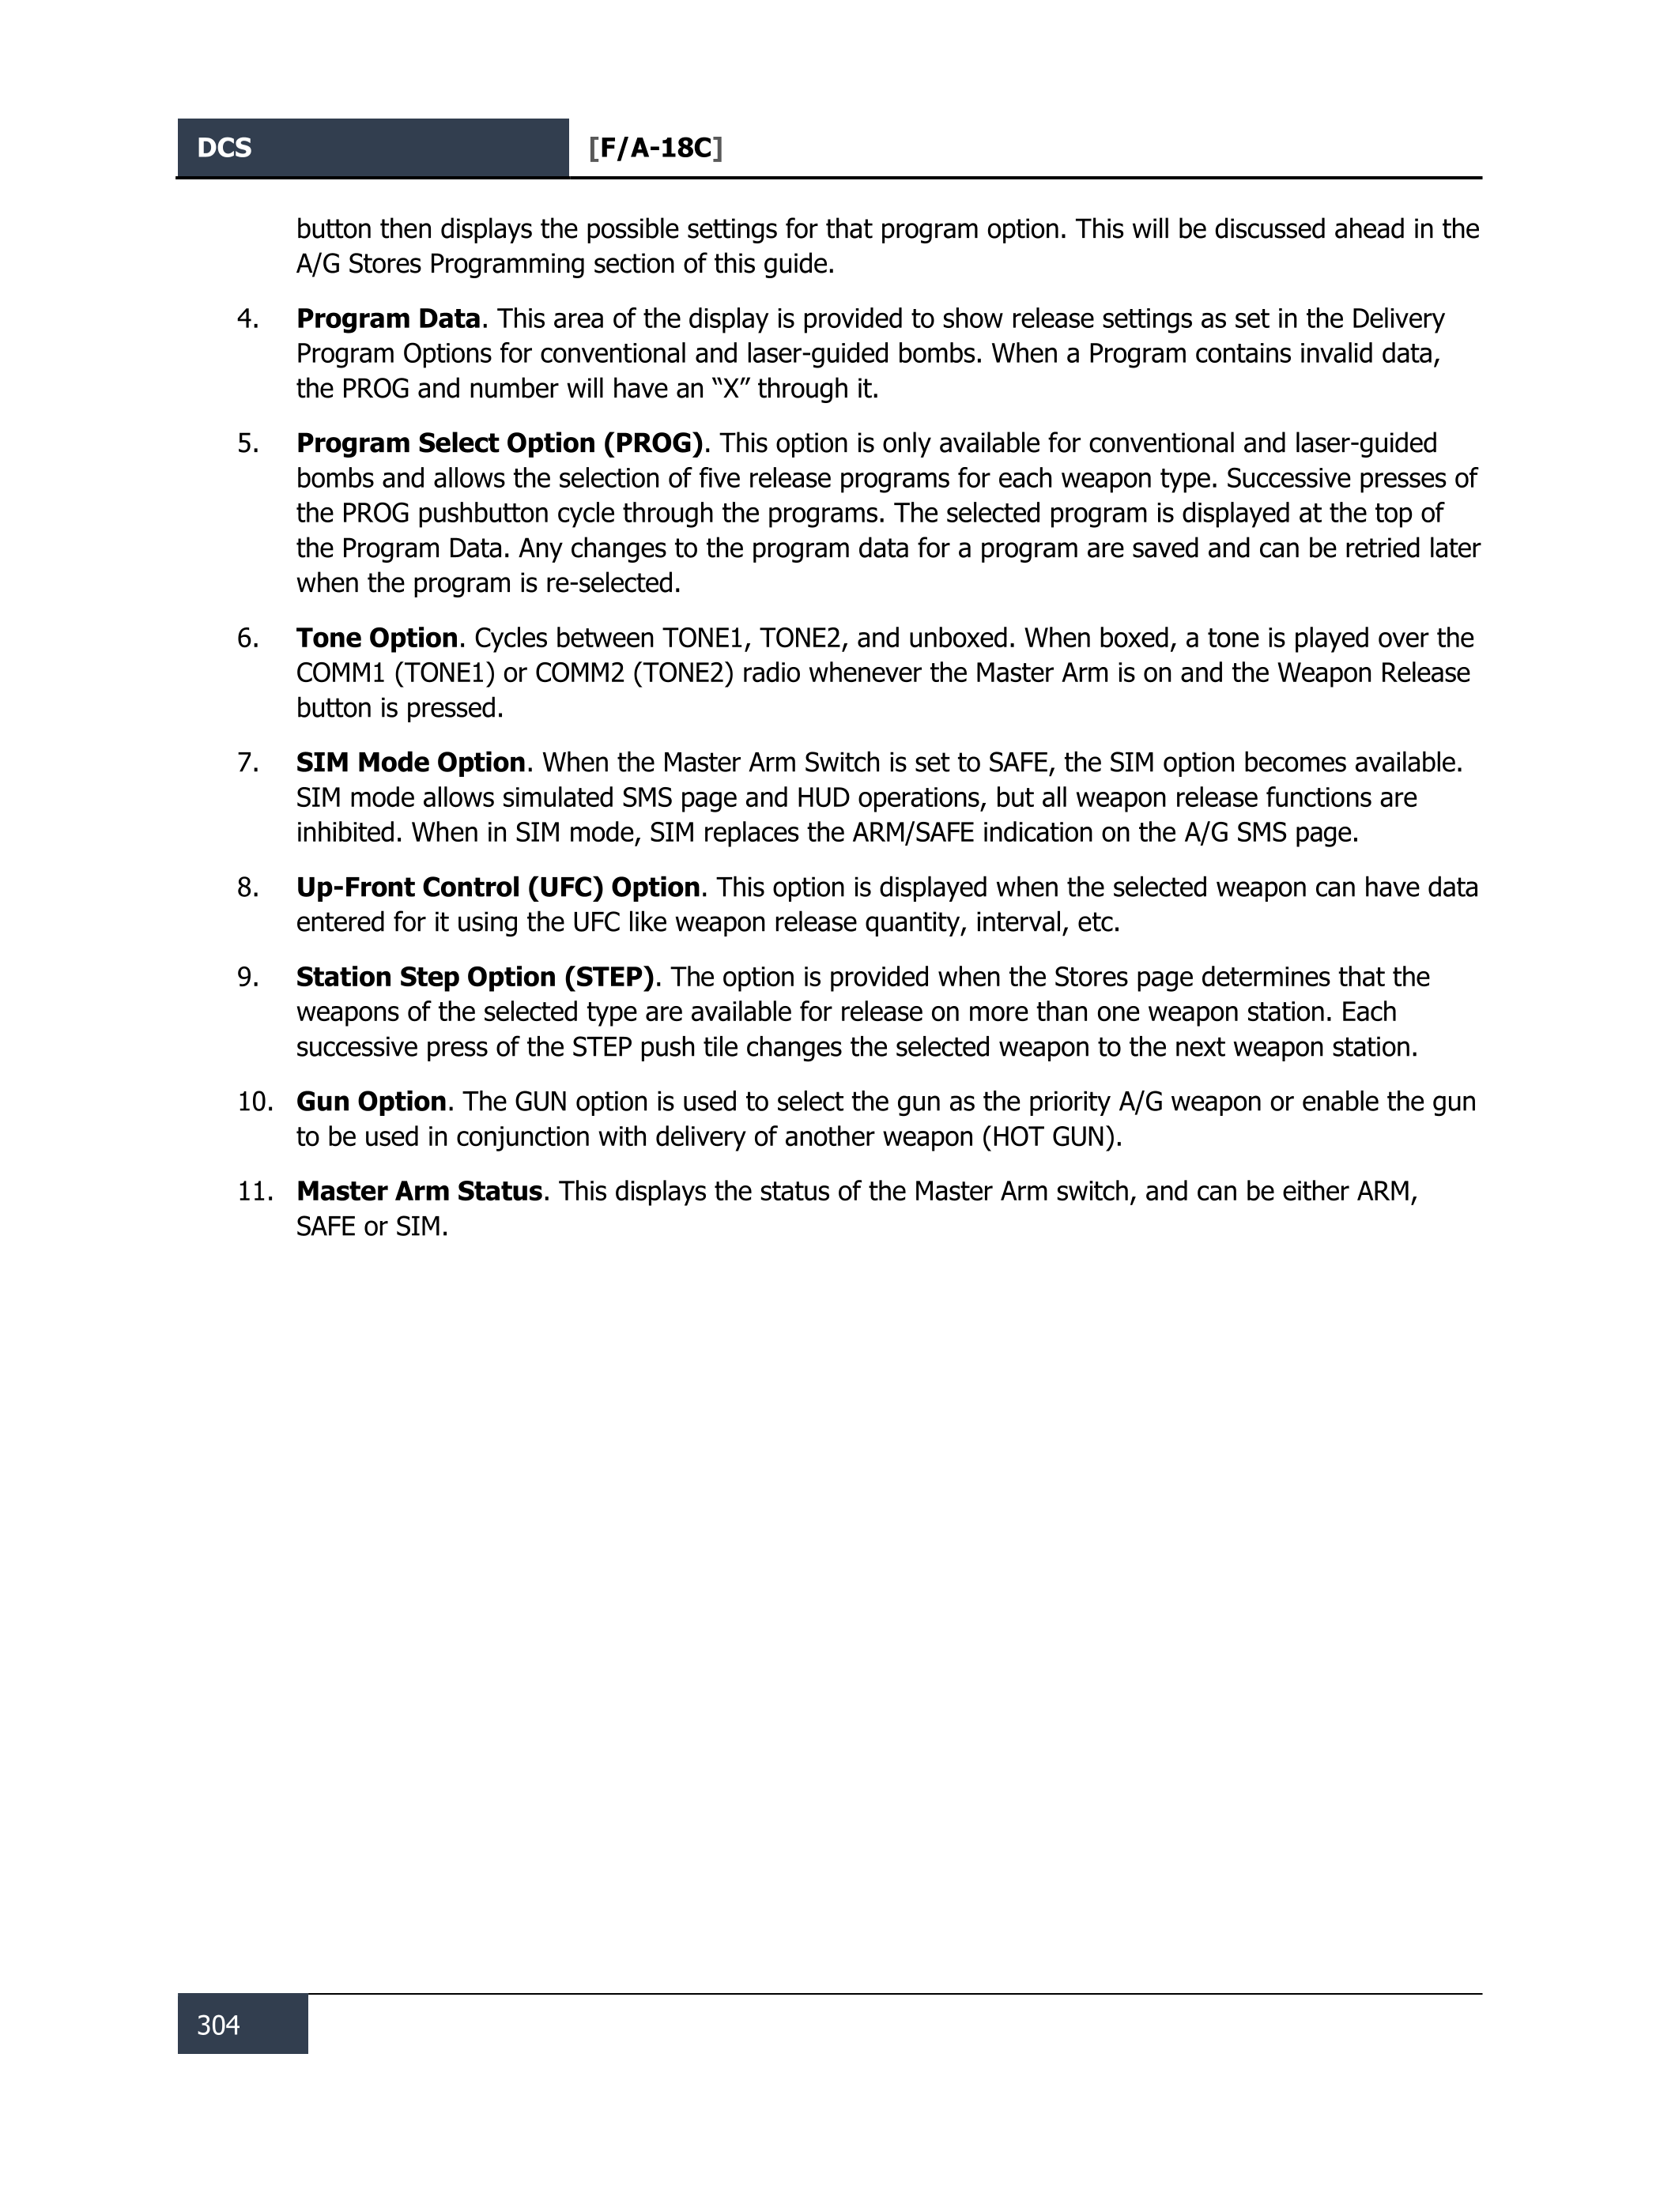 DCS [F/A-18C]
button then displays the possible settings for that program option. This will be discussed ahead in the
A/G Stores Programming section of this guide.
4. Program Data. This area of the display is provided to show release settings as set in the Delivery
Program Options for conventional and laser-guided bombs. When a Program contains invalid data,
the PROG and number will have an “X” through it.
5. Program Select Option (PROG). This option is only available for conventional and laser-guided
bombs and allows the selection of five release programs for each weapon type. Successive presses of
the PROG pushbutton cycle through the programs. The selected program is displayed at the top of
the Program Data. Any changes to the program data for a program are saved and can be retried later
when the program is re-selected.
6. Tone Option. Cycles between TONE1, TONE2, and unboxed. When boxed, a tone is played over the
COMM1 (TONE1) or COMM2 (TONE2) radio whenever the Master Arm is on and the Weapon Release
button is pressed.
7. SIM Mode Option. When the Master Arm Switch is set to SAFE, the SIM option becomes available.
SIM mode allows simulated SMS page and HUD operations, but all weapon release functions are
inhibited. When in SIM mode, SIM replaces the ARM/SAFE indication on the A/G SMS page.
8. Up-Front Control (UFC) Option. This option is displayed when the selected weapon can have data
entered for it using the UFC like weapon release quantity, interval, etc.
9. Station Step Option (STEP). The option is provided when the Stores page determines that the
weapons of the selected type are available for release on more than one weapon station. Each
successive press of the STEP push tile changes the selected weapon to the next weapon station.
10. Gun Option. The GUN option is used to select the gun as the priority A/G weapon or enable the gun
to be used in conjunction with delivery of another weapon (HOT GUN).
11. Master Arm Status. This displays the status of the Master Arm switch, and can be either ARM,
SAFE or SIM.
304